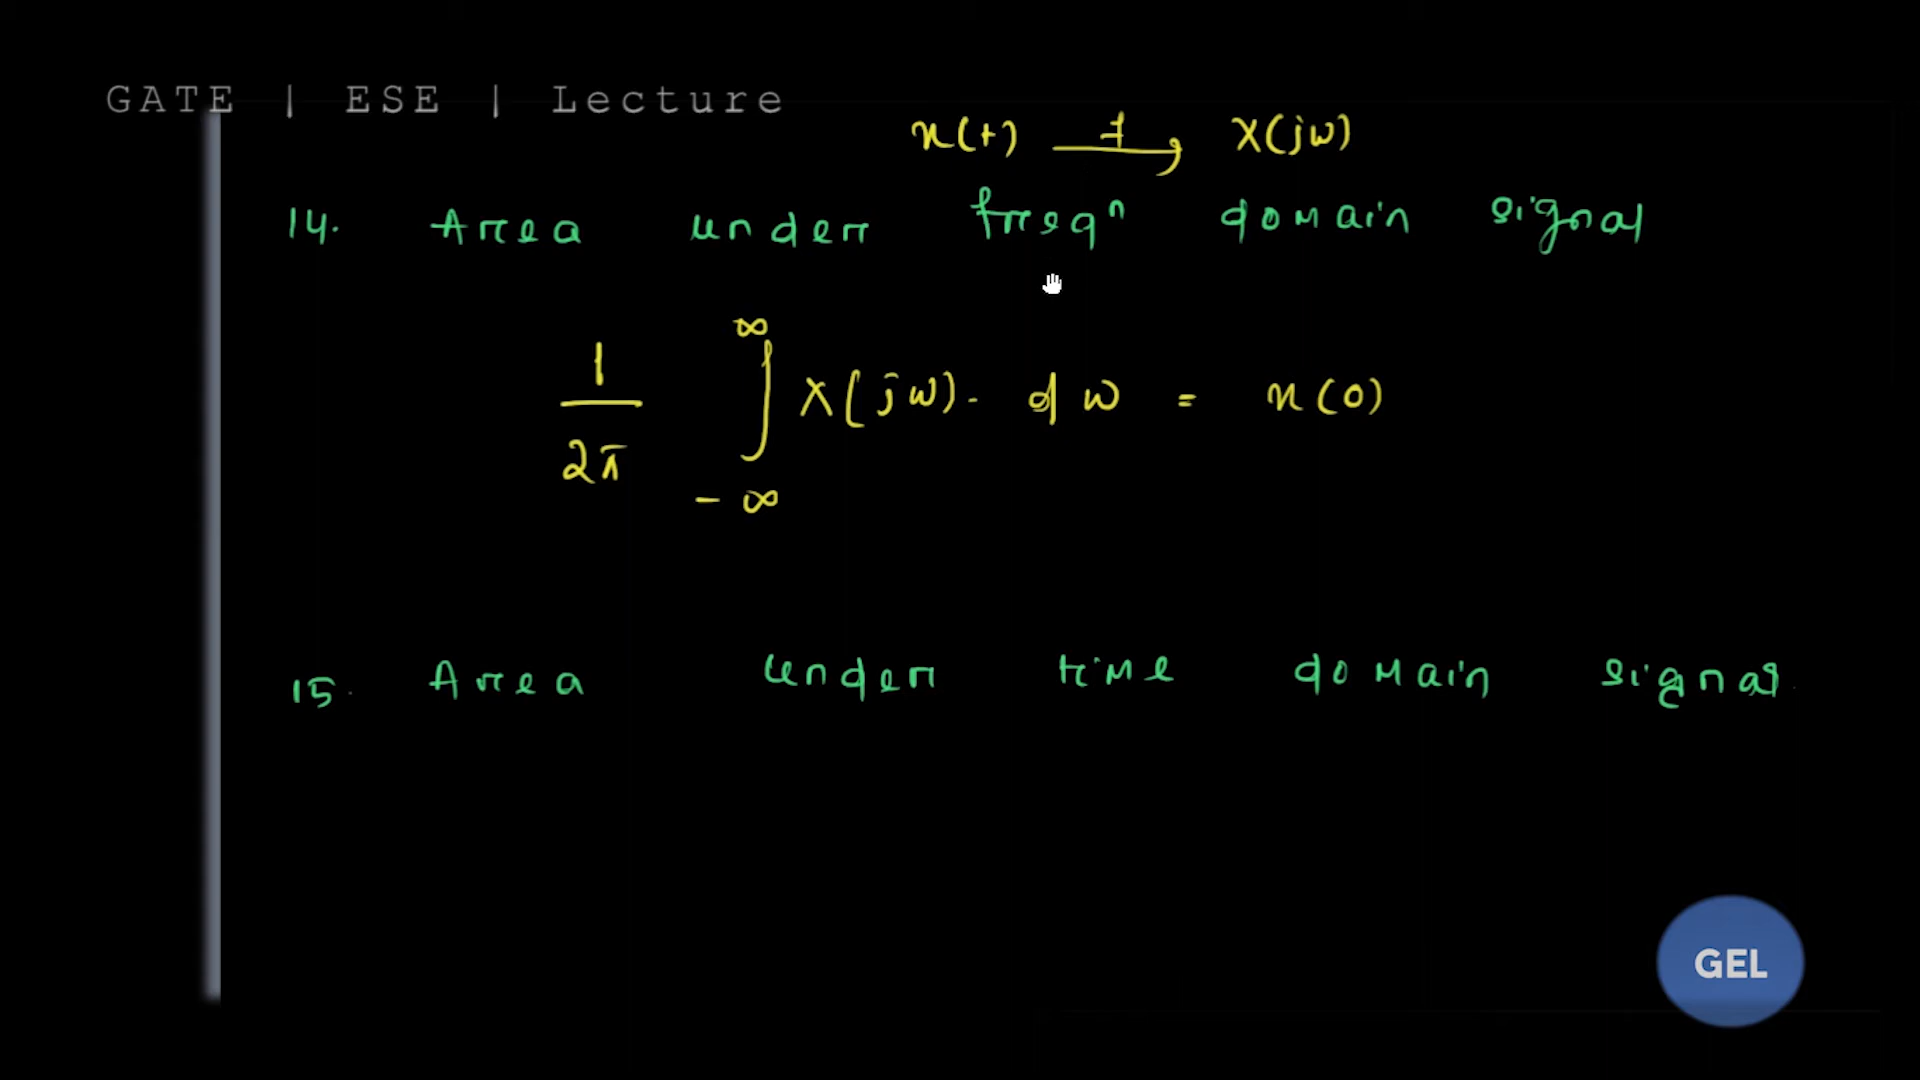 GATE | ESE | Lecture
x(t) ⟶ℱ X(jω)
14. Area under freqⁿ domain signal
1/2π ∫_{-∞}^{∞} X(jω). dω = x(0)
15. Area under time domain signal.
GEL